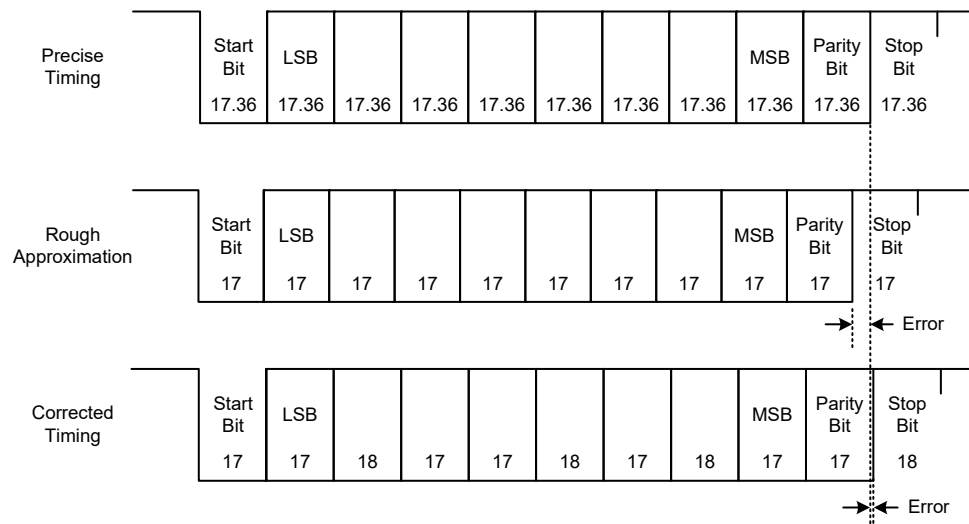 Precise
Timing
Start
Bit
LSB
MSB
Parity
Bit
Stop
Bit
17.36 17.36 17.36 17.36 17.36 17.36 17.36 17.36 17.36 17.36 17.36
Rough
Approximation
Start
Bit
LSB
MSB
Parity
Bit
Stop
Bit
17 17 17 17 17 17 17 17 17 17 17
Error
Corrected
Timing
Start
Bit
LSB
MSB
Parity
Bit
Stop
Bit
17 17 18 17 17 18 17 18 17 17 18
Error